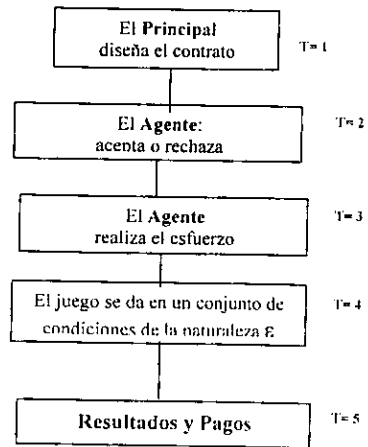 El Principal
diseña el contrato
T= 1
El Agente:
acenta o rechaza
T= 2
El Agente
realiza el esfuerzo
T= 3
El juego se da en un conjunto de
condiciones de la naturaleza ε
T= 4
Resultados y Pagos
T= 5